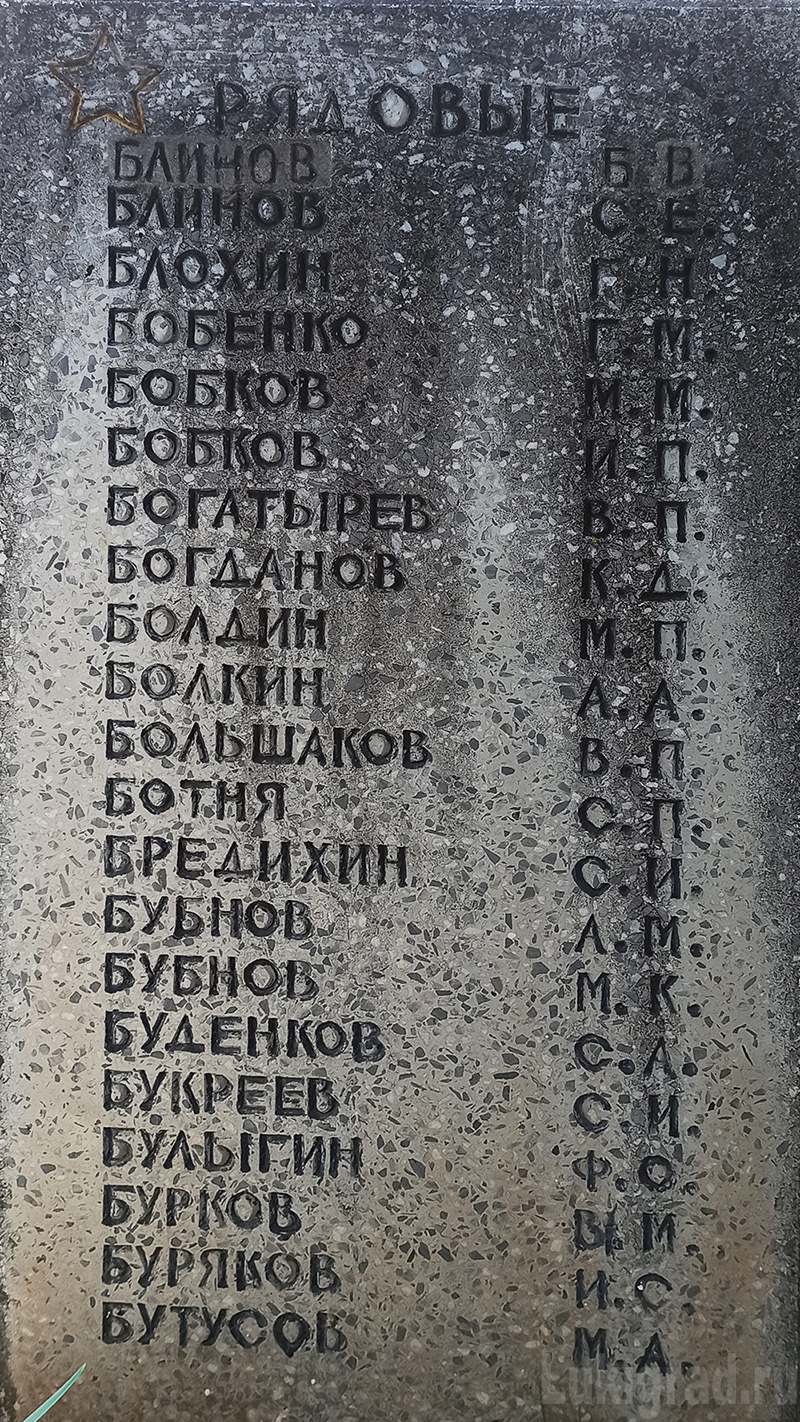 РЯДОВЫЕ
БЛИНОВ Б В
БЛИНОВ С. Е.
БЛОХИН Г. Н
БОБЕНКО Г. М.
БОБКОВ М. М.
БОБКОВ И. П.
БОГАТЫРЕВ В. П.
БОГДАНОВ К. Д.
БОЛДИН М. П.
БОЛКИН А. А.
БОЛЬШАКОВ В. П.
БОТНЯ С. П.
БРЕДИХИН С. И.
БУБНОВ А. М.
БУБНОВ М. К.
БУДЕНКОВ С. А.
БУКРЕЕВ С. И.
БУЛЫГИН Ф. О.
БУРКОВ В М.
БУРЯКОВ И. С.
БУТУСОВ М. А.